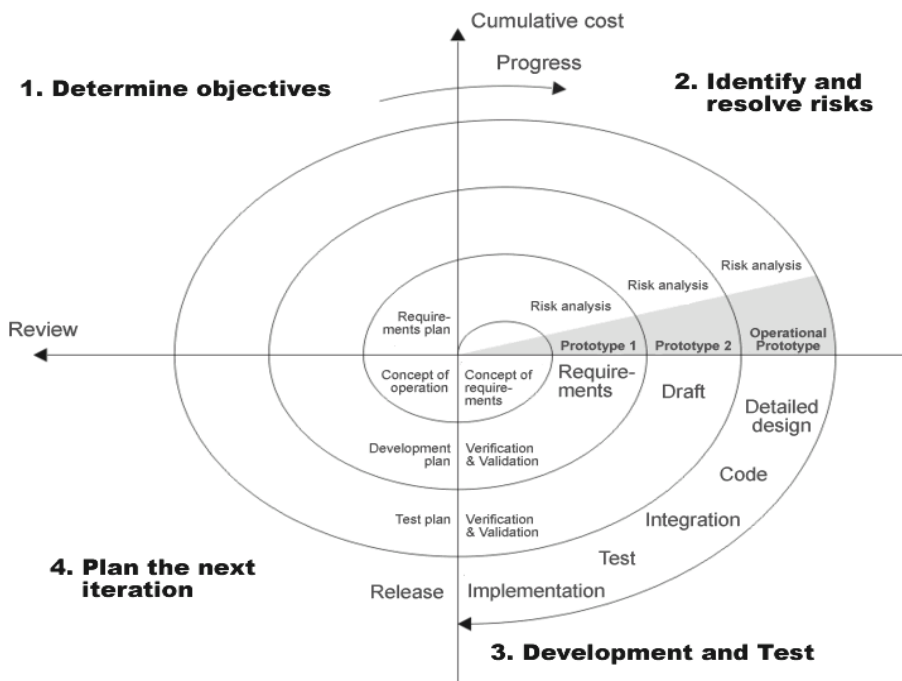 Cumulative cost
Progress
1. Determine objectives
2. Identify and
resolve risks
Risk analysis
Risk analysis
Risk analysis
Require-
ments plan
Review
Prototype 1
Prototype 2
Operational
Prototype
Concept of
operation
Concept of
require-
ments
Require-
ments
Draft
Detailed
design
Development
plan
Verification
& Validation
Code
Test plan
Verification
& Validation
Integration
Test
4. Plan the next
iteration
Release
Implementation
3. Development and Test